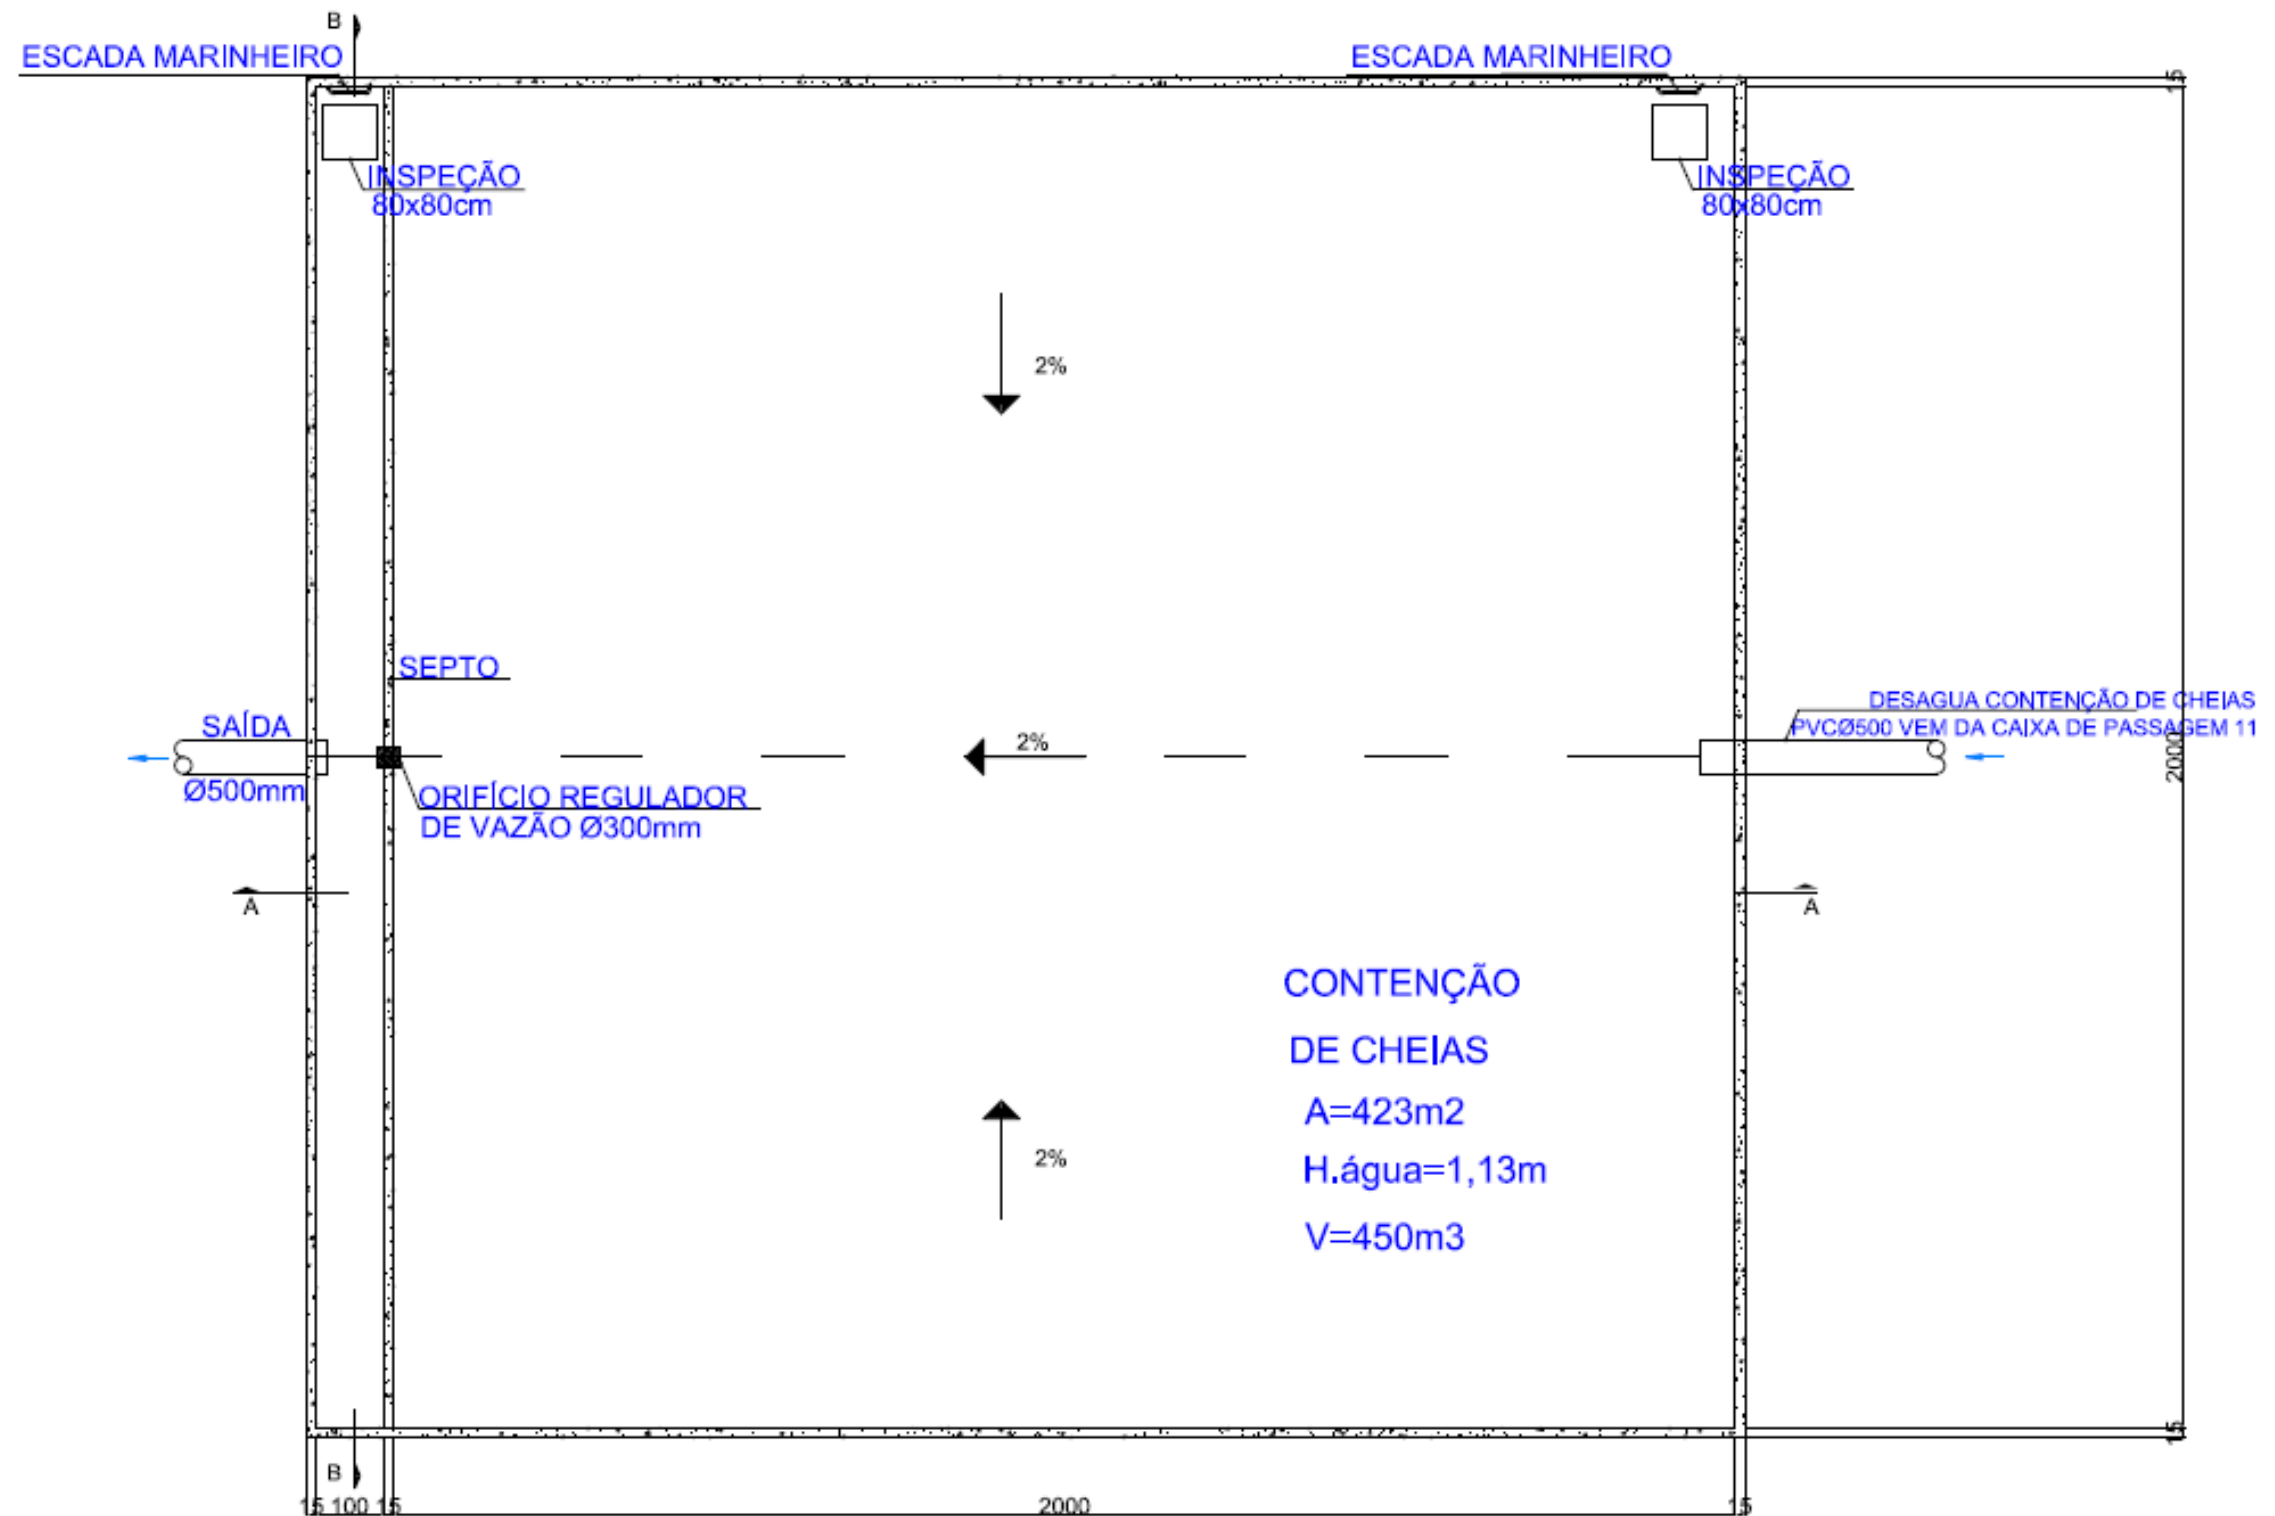 B
ESCADA MARINHEIRO
ESCADA MARINHEIRO
15
INSPEÇÃO
80x80cm
INSPEÇÃO
80x80cm
2%
SEPTO
SAÍDA
Ø500mm
2%
DESAGUA CONTENÇÃO DE CHEIAS
PVCØ500 VEM DA CAIXA DE PASSAGEM 11
2000
ORIFÍCIO REGULADOR
DE VAZÃO Ø300mm
A
A
CONTENÇÃO
DE CHEIAS
A=423m2
H.água=1,13m
V=450m3
2%
15
B
15 100 15
2000
15